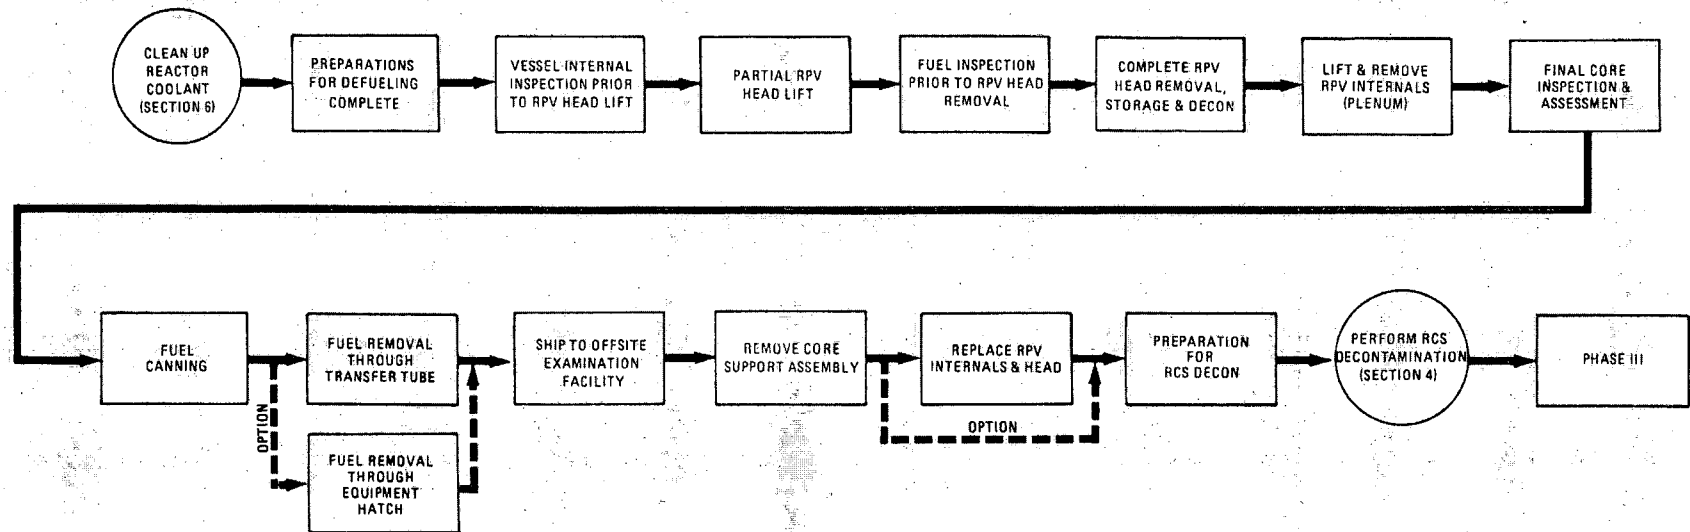 CLEAN UP
REACTOR
COOLANT
(SECTION 6)
PREPARATIONS
FOR DEFUELING
COMPLETE
VESSEL INTERNAL
INSPECTION PRIOR
TO RPV HEAD LIFT
PARTIAL RPV
HEAD LIFT
FUEL INSPECTION
PRIOR TO RPV HEAD
REMOVAL
COMPLETE RPV
HEAD REMOVAL,
STORAGE & DECON
LIFT & REMOVE
RPV INTERNALS
(PLENUM)
FINAL CORE
INSPECTION &
ASSESSMENT
FUEL
CANNING
OPTION
FUEL REMOVAL
THROUGH
TRANSFER TUBE
FUEL REMOVAL
THROUGH
EQUIPMENT
HATCH
SHIP TO OFFSITE
EXAMINATION
FACILITY
REMOVE CORE
SUPPORT ASSEMBLY
REPLACE RPV
INTERNALS & HEAD
OPTION
PREPARATION
FOR
RCS DECON
PERFORM RCS
DECONTAMINATION
(SECTION 4)
PHASE III